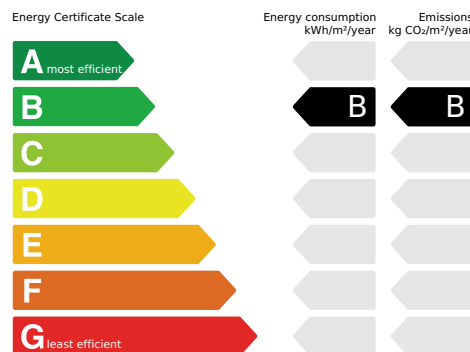 Energy Certificate Scale
Energy consumption
kWh/m²/year
Emissions
kg CO₂/m²/year
A most efficient
B
B
B
C
D
E
F
G least efficient